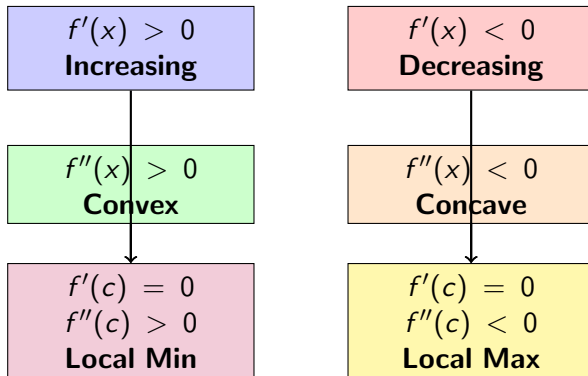 f′(x) > 0
Increasing
f′(x) < 0
Decreasing
f′′(x) > 0
Convex
f′′(x) < 0
Concave
f′(c) = 0
f′′(c) > 0
Local Min
f′(c) = 0
f′′(c) < 0
Local Max